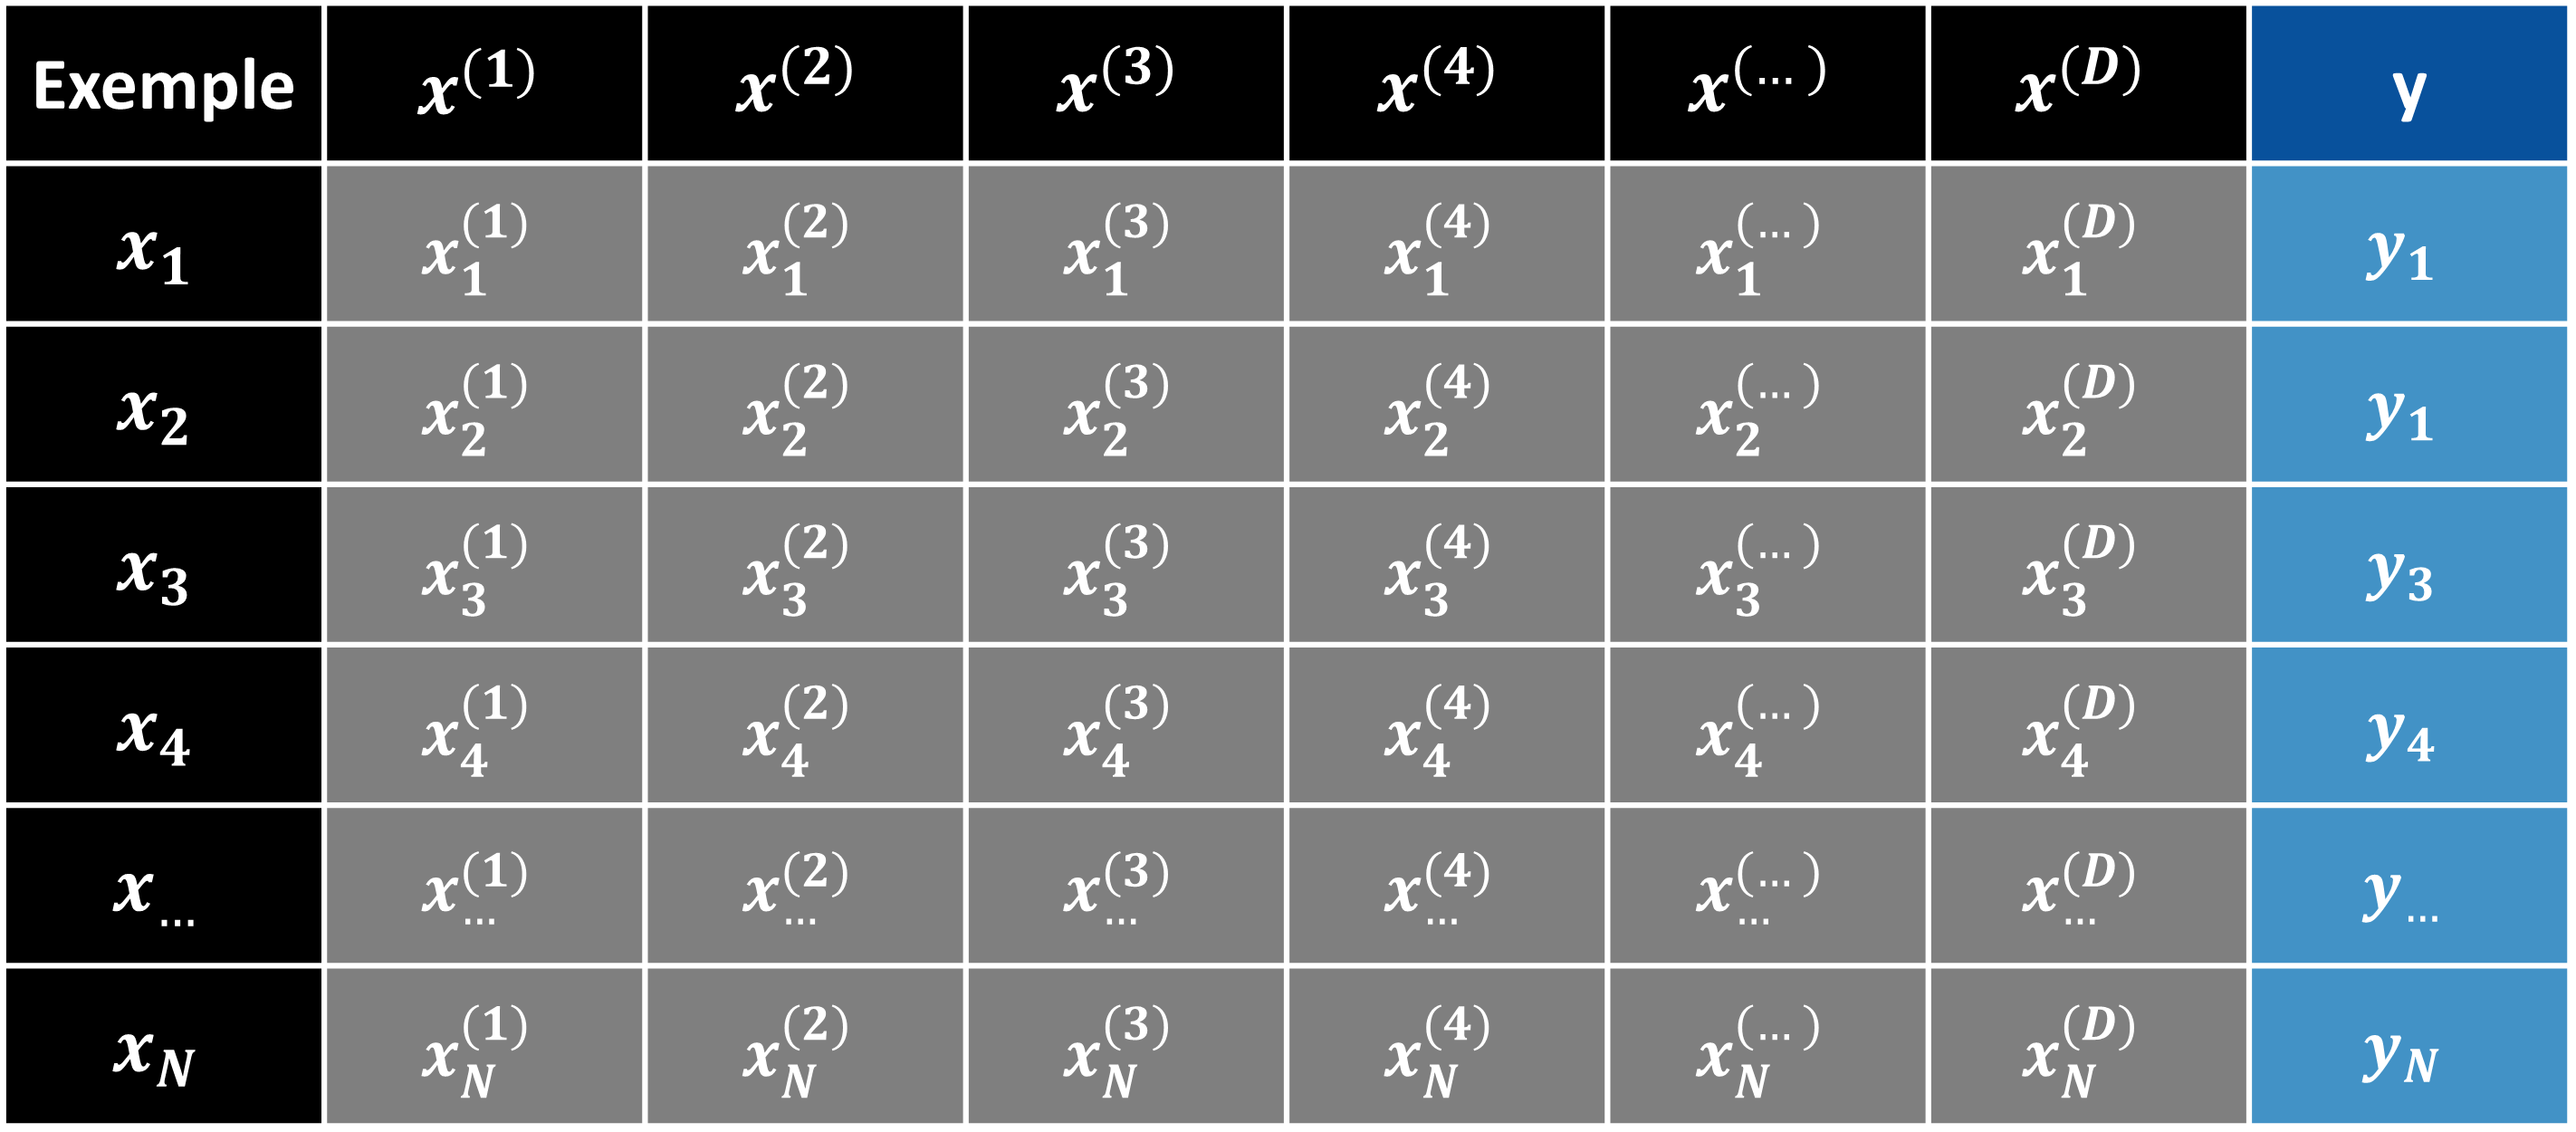 Exemple x^(1) x^(2) x^(3) x^(4) x^(…) x^(D) y
x_1 x_1^(1) x_1^(2) x_1^(3) x_1^(4) x_1^(…) x_1^(D) y_1
x_2 x_2^(1) x_2^(2) x_2^(3) x_2^(4) x_2^(…) x_2^(D) y_1
x_3 x_3^(1) x_3^(2) x_3^(3) x_3^(4) x_3^(…) x_3^(D) y_3
x_4 x_4^(1) x_4^(2) x_4^(3) x_4^(4) x_4^(…) x_4^(D) y_4
x_… x_…^(1) x_…^(2) x_…^(3) x_…^(4) x_…^(…) x_…^(D) y_…
x_N x_N^(1) x_N^(2) x_N^(3) x_N^(4) x_N^(…) x_N^(D) y_N